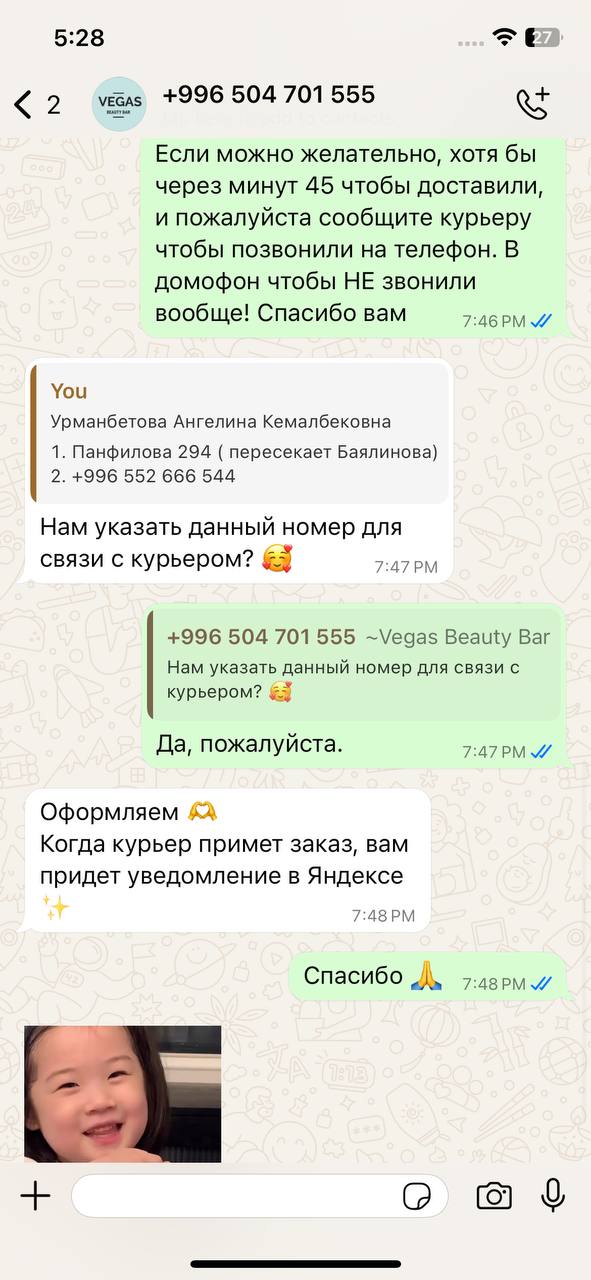 5:28
27
2
VEGAS
BEAUTY BAR
+996 504 701 555
Если можно желательно, хотя бы
через минут 45 чтобы доставили,
и пожалуйста сообщите курьеру
чтобы позвонили на телефон. В
домофон чтобы НЕ звонили
вообще! Спасибо вам
7:46 PM
You
Урманбетова Ангелина Кемалбековна
1. Панфилова 294 ( пересекает Баялинова)
2. +996 552 666 544
Нам указать данный номер для
связи с курьером? 🥰
7:47 PM
+996 504 701 555 ~Vegas Beauty Bar
Нам указать данный номер для связи с
курьером? 🥰
Да, пожалуйста.
7:47 PM
Оформляем 🫶
Когда курьер примет заказ, вам
придет уведомление в Яндексе
✨
7:48 PM
Спасибо 🙏
7:48 PM